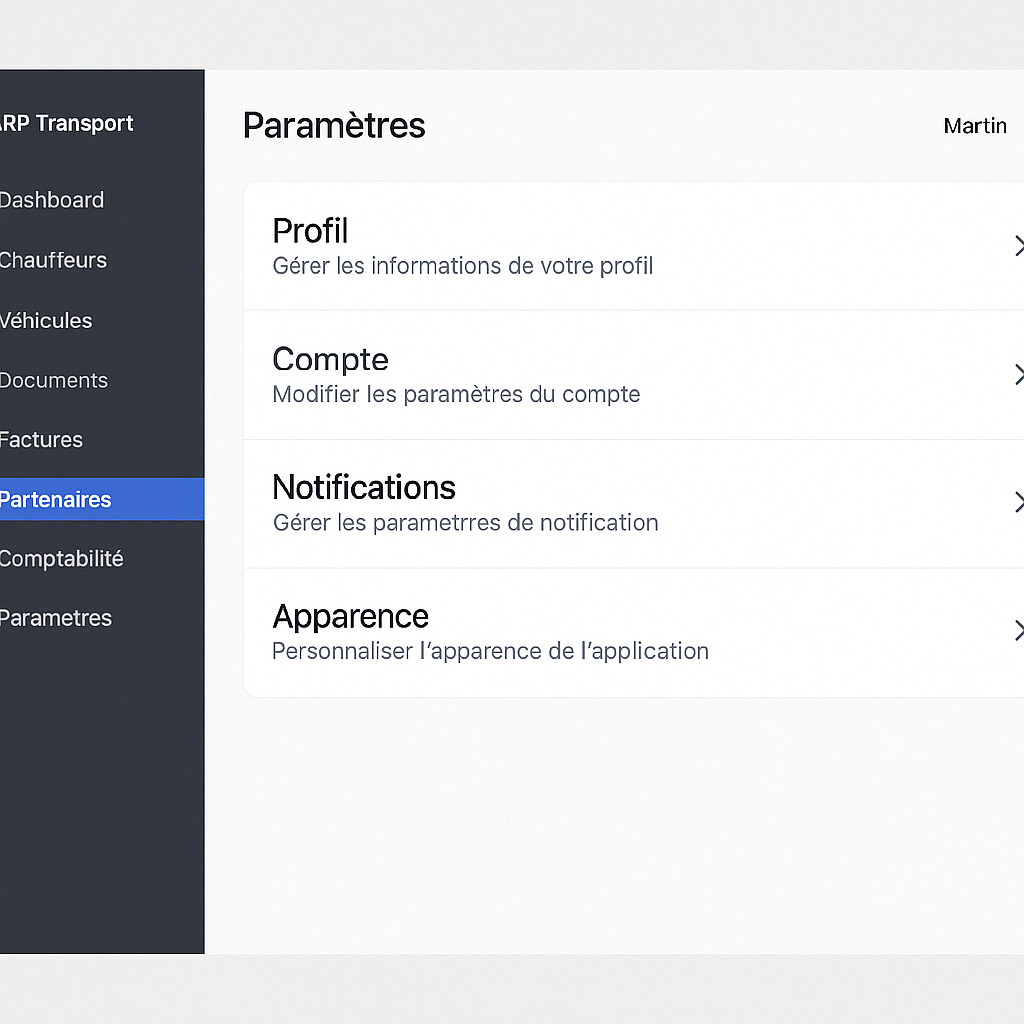 ARP Transport
Dashboard
Chauffeurs
Véhicules
Documents
Factures
Partenaires
Comptabilité
Parametres
Paramètres
Martin
Profil
Gérer les informations de votre profil
Compte
Modifier les paramètres du compte
Notifications
Gérer les parametrres de notification
Apparence
Personnaliser l’apparence de l’application